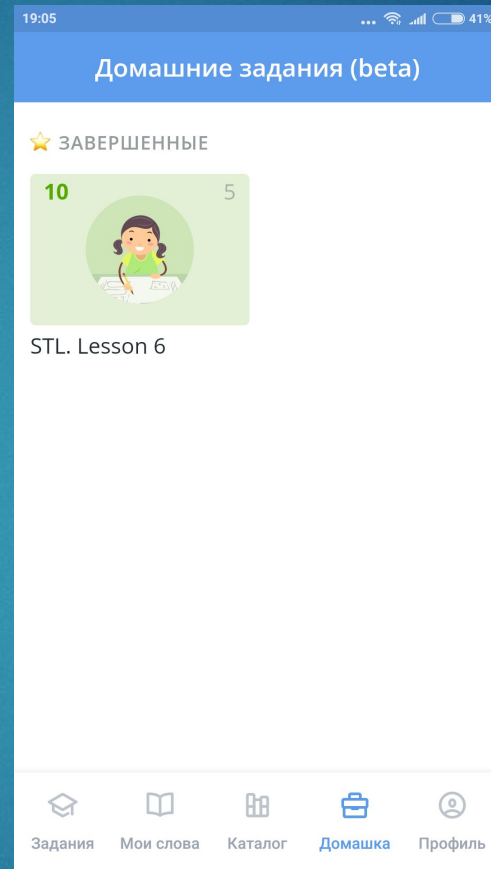 19:05
41%
Домашние задания (beta)
ЗАВЕРШЕННЫЕ
10
5
STL. Lesson 6
Задания
Мои слова
Каталог
Домашка
Профиль